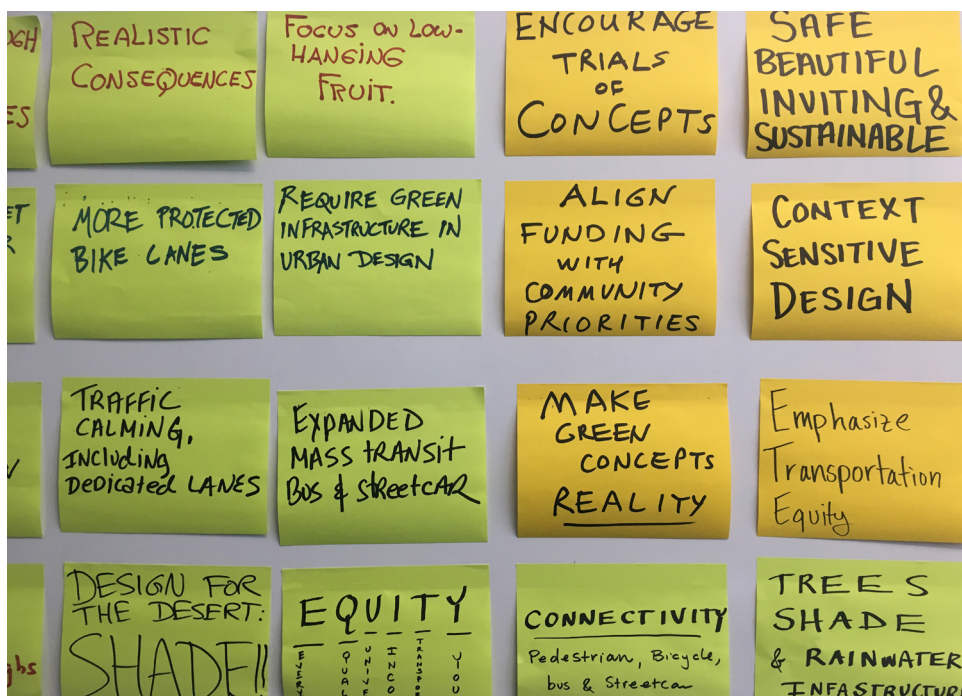 REALISTIC
CONSEQUENCES
FOCUS ON LOW-
HANGING
FRUIT.
ENCOURAGE
TRIALS
OF
CONCEPTS
SAFE
BEAUTIFUL
INVITING &
SUSTAINABLE
MORE PROTECTED
BIKE LANES
REQUIRE GREEN
INFRASTRUCTURE IN
URBAN DESIGN
ALIGN
FUNDING
WITH
COMMUNITY
PRIORITIES
CONTEXT
SENSITIVE
DESIGN
TRAFFIC
CALMING,
INCLUDING
DEDICATED LANES
EXPANDED
MASS TRANSIT
BUS & STREETCAR
MAKE
GREEN
CONCEPTS
REALITY
Emphasize
Transportation
Equity
DESIGN FOR
THE DESERT:
SHADE!!
EQUITY
CONNECTIVITY
Pedestrian, Bicycle,
bus & Streetcar
TREES
SHADE
& RAINWATER
INFASTRUCTUR